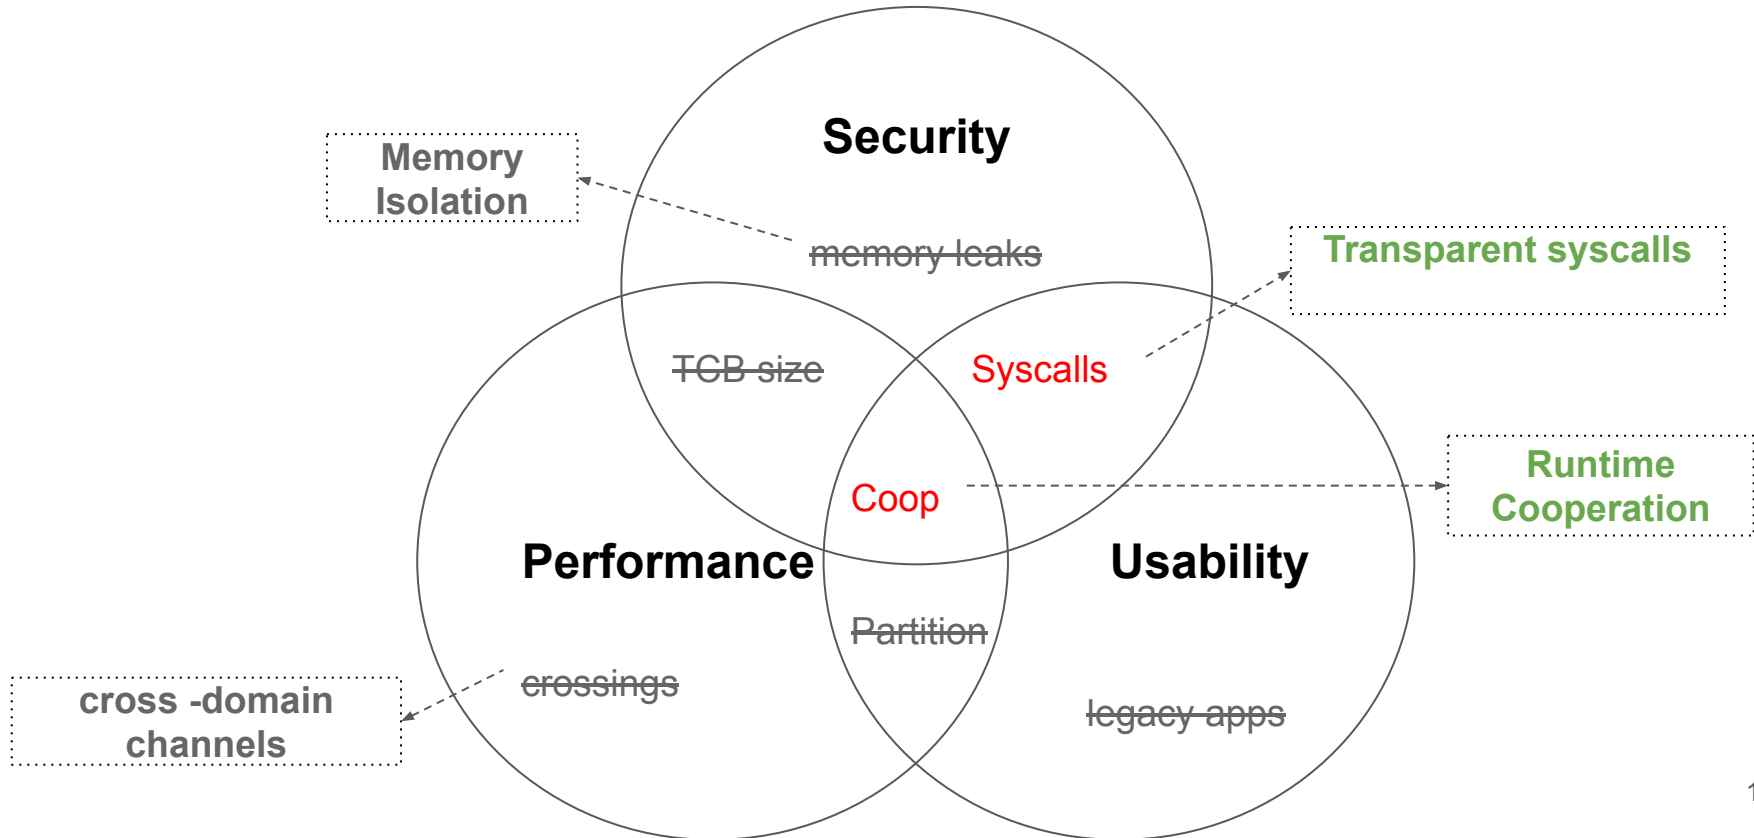 Security
Memory
Isolation
memory leaks
Transparent syscalls
TCB size
Syscalls
Coop
Runtime
Cooperation
Performance
Usability
Partition
crossings
legacy apps
cross -domain
channels